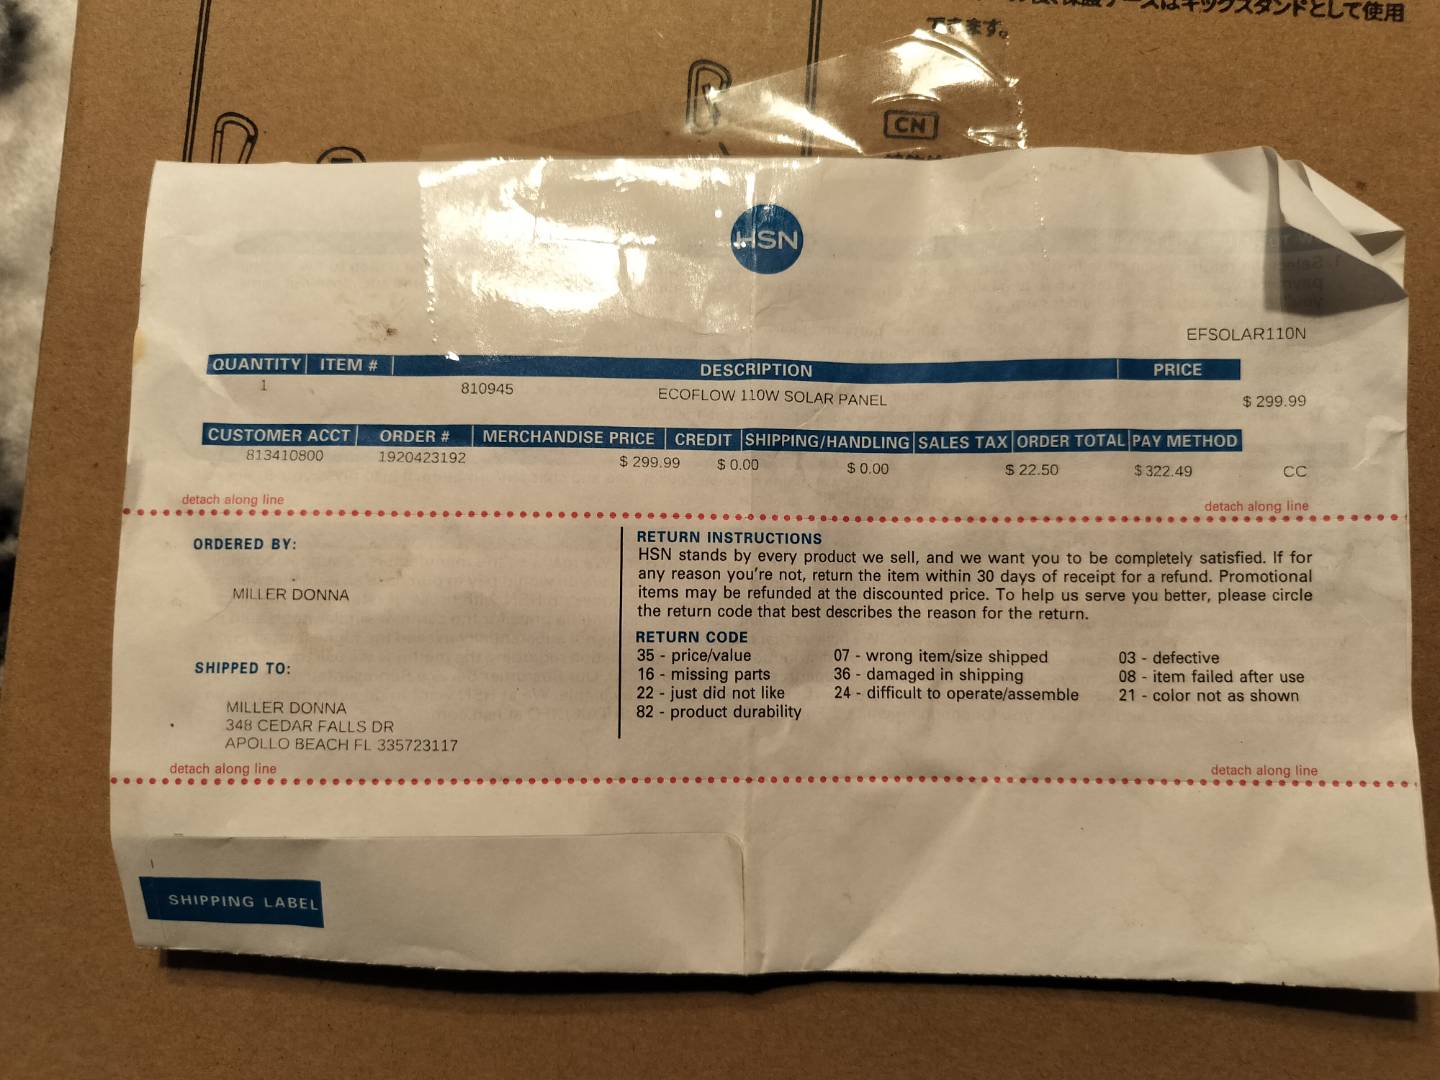 ックスタンドとして使用
できます。
CN
HSN
EFSOLAR110N
QUANTITY ITEM # DESCRIPTION PRICE
1 810945 ECOFLOW 110W SOLAR PANEL $ 299.99
CUSTOMER ACCT ORDER # MERCHANDISE PRICE CREDIT SHIPPING/HANDLING SALES TAX ORDER TOTAL PAY METHOD
813410800 1920423192 $ 299.99 $ 0.00 $ 0.00 $ 22.50 $ 322.49 CC
detach along line detach along line
ORDERED BY:
MILLER DONNA
SHIPPED TO:
MILLER DONNA
348 CEDAR FALLS DR
APOLLO BEACH FL 335723117
RETURN INSTRUCTIONS
HSN stands by every product we sell, and we want you to be completely satisfied. If for
any reason you're not, return the item within 30 days of receipt for a refund. Promotional
items may be refunded at the discounted price. To help us serve you better, please circle
the return code that best describes the reason for the return.
RETURN CODE
35 - price/value 07 - wrong item/size shipped 03 - defective
16 - missing parts 36 - damaged in shipping 08 - item failed after use
22 - just did not like 24 - difficult to operate/assemble 21 - color not as shown
82 - product durability
detach along line detach along line
SHIPPING LABEL